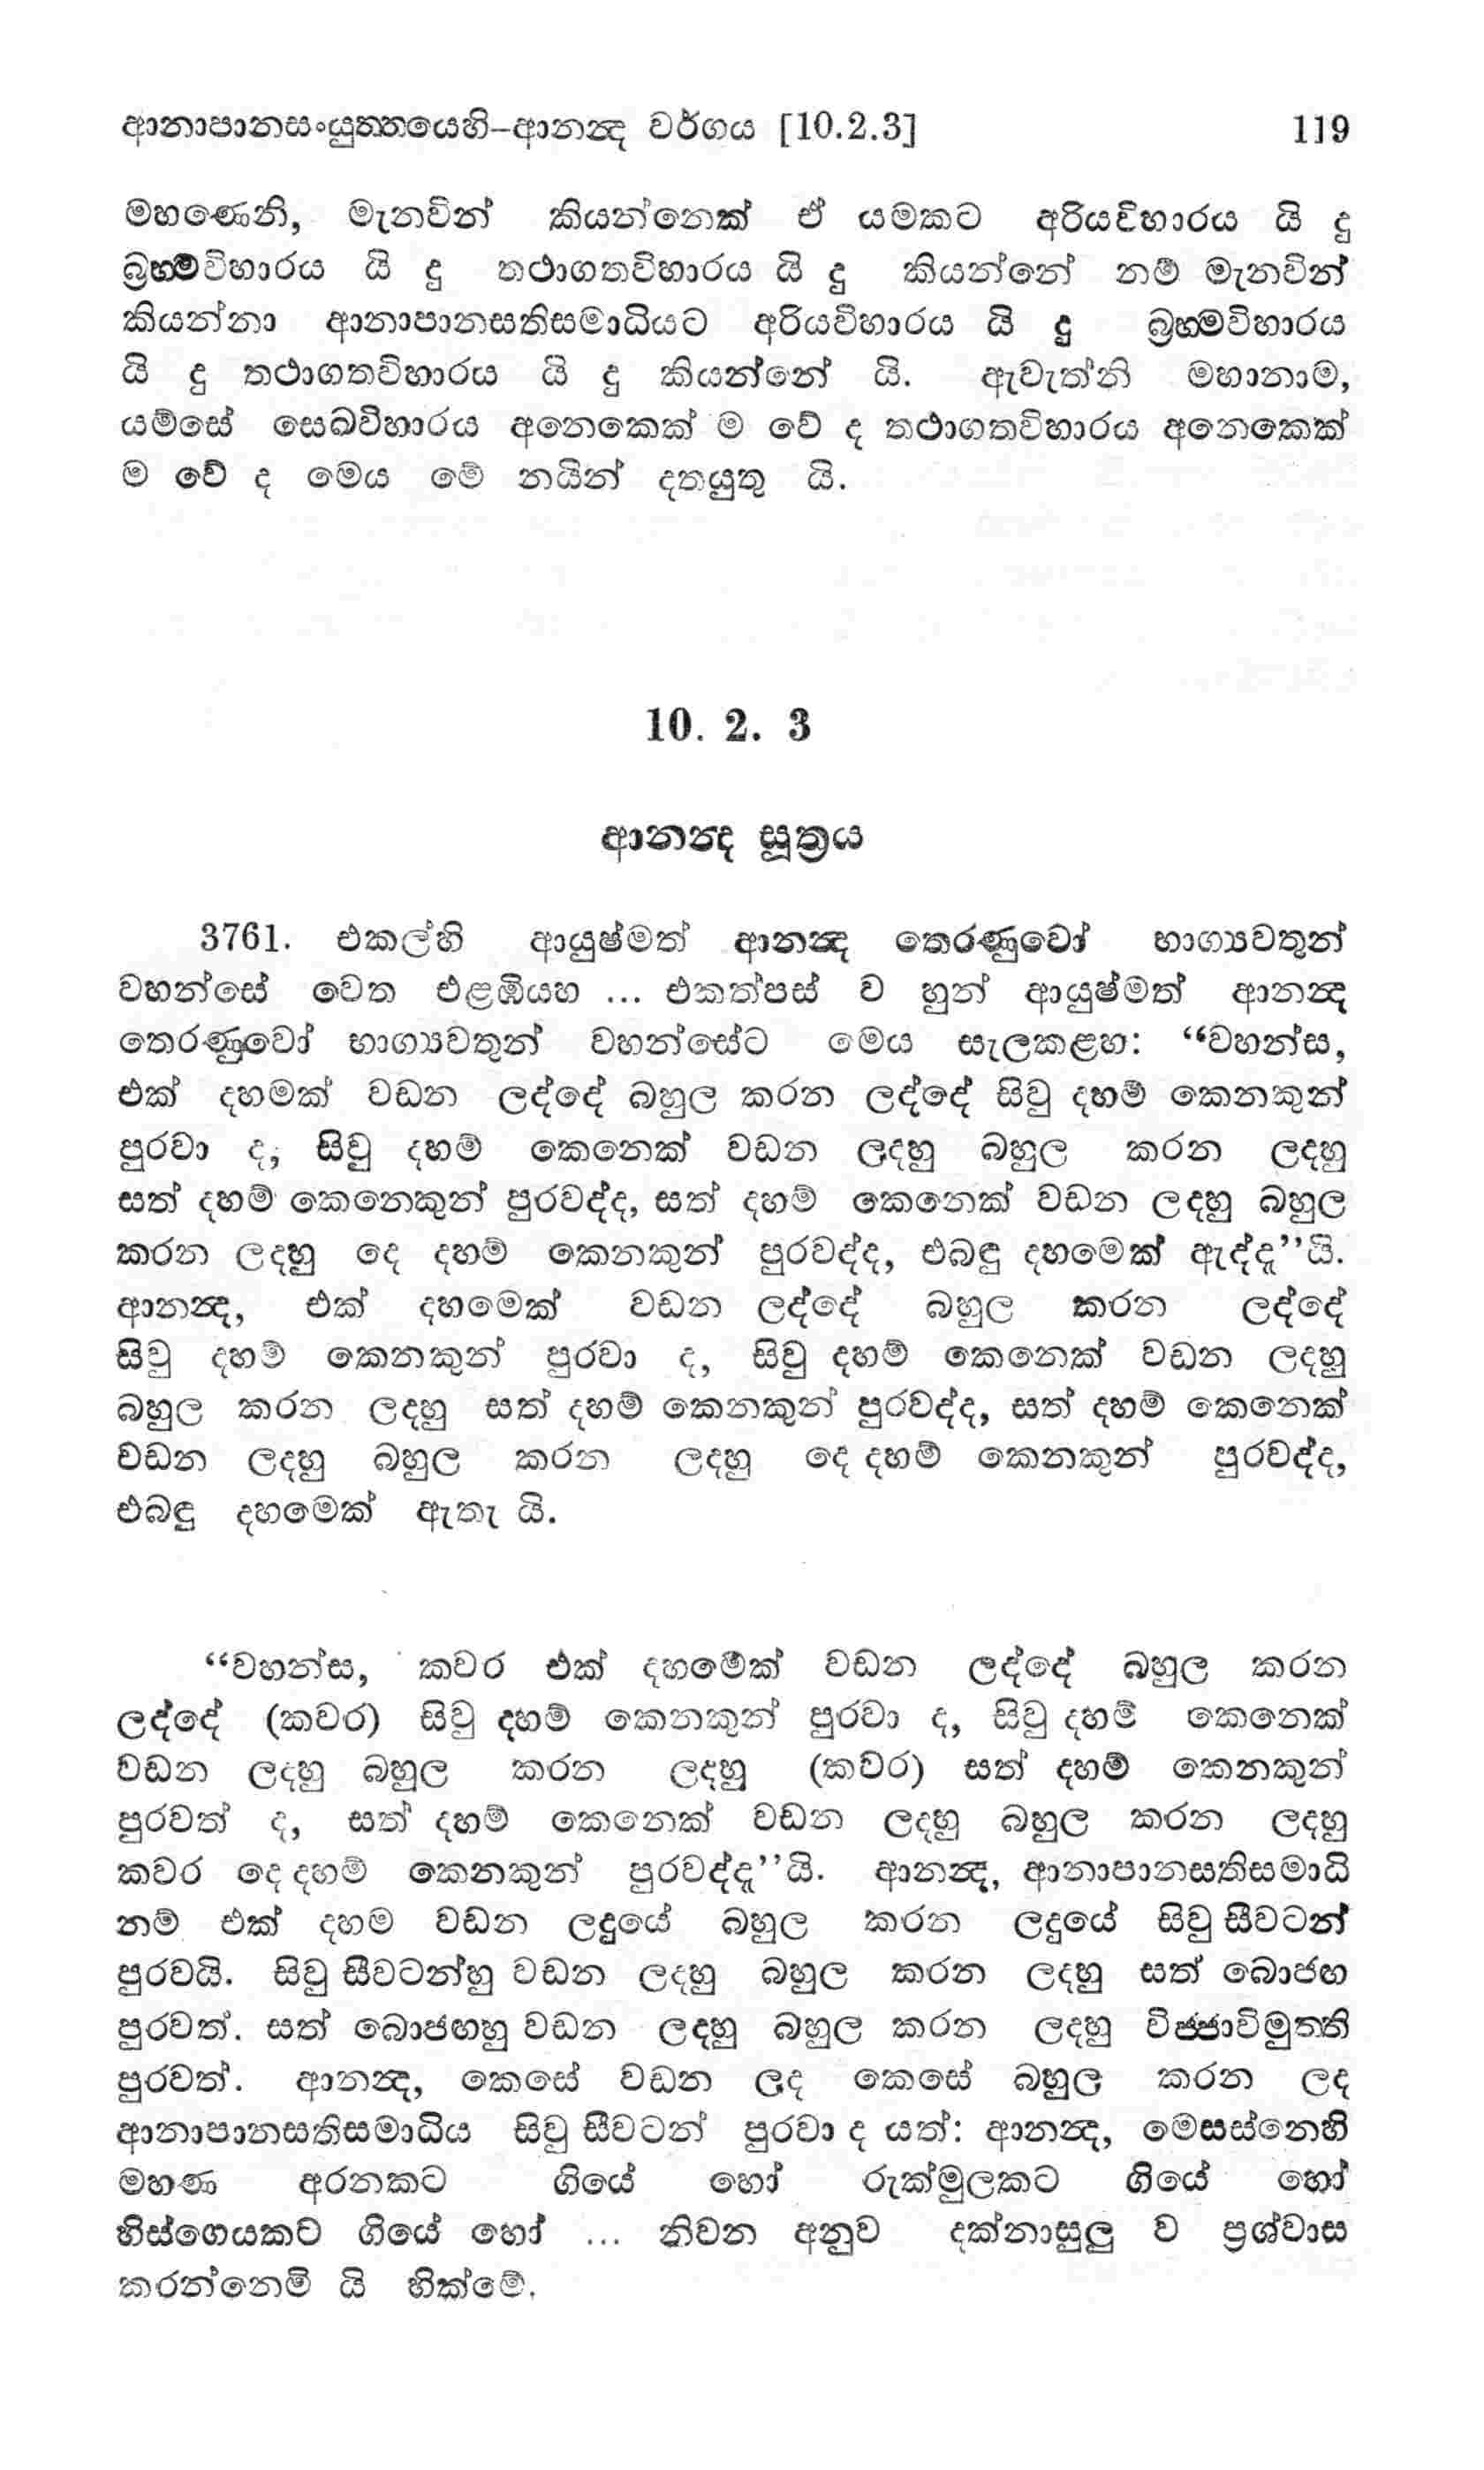 ආනාපානසංයුත්තයෙහි–ආනන්‍ද වර්ගය [10.2.3] 119
මහණෙනි, මැනවින් කියන්නෙක් ඒ යමකට අරියවිහාරය යි දු
බ්‍රහ්මවිහාරය යි දු තථාගතවිහාරය යි දු කියන්නේ නම් මැනවින්
කියන්නා ආනාපානසතිසමාධියට අරියවිහාරය යි දු බ්‍රහ්මවිහාරය
යි දු තථාගතවිහාරය යි දු කියන්නේ යි. ඇවැත්නි මහානාම,
යම්සේ සෙඛවිහාරය අනෙකෙක් ම වේ ද තථාගතවිහාරය අනෙකෙක්
ම වේ ද මෙය මේ නයින් දතයුතු යි.
10. 2. 3
ආනන්‍ද සූත්‍රය
3761. එකල්හි ආයුෂ්මත් ආනන්‍ද තෙරණුවෝ භාග්‍යවතුන්
වහන්සේ වෙත එළඹියහ ... එකත්පස් ව හුන් ආයුෂ්මත් ආනන්‍ද
තෙරණුවෝ භාග්‍යවතුන් වහන්සේට මෙය සැලකළහ: “වහන්ස,
එක් දහමක් වඩන ලද්දේ බහුල කරන ලද්දේ සිවු දහම් කෙනකුන්
පුරවා ද, සිවු දහම් කෙනෙක් වඩන ලදහු බහුල කරන ලදහු
සත් දහම් කෙනෙකුන් පුරවද්ද, සත් දහම් කෙනෙක් වඩන ලදහු බහුල
කරන ලදහු දෙ දහම් කෙනකුන් පුරවද්ද, එබඳු දහමෙක් ඇද්දැ”යි.
ආනන්‍ද, එක් දහමෙක් වඩන ලද්දේ බහුල කරන ලද්දේ
සිවු දහම් කෙනකුන් පුරවා ද, සිවු දහම් කෙනෙක් වඩන ලදහු
බහුල කරන ලදහු සත් දහම් කෙනකුන් පුරවද්ද, සත් දහම් කෙනෙක්
වඩන ලදහු බහුල කරන ලදහු දෙ දහම් කෙනකුන් පුරවද්ද,
එබඳු දහමෙක් ඇතැ යි.
“වහන්ස, කවර එක් දහමෙක් වඩන ලද්දේ බහුල කරන
ලද්දේ (කවර) සිවු දහම් කෙනකුන් පුරවා ද, සිවු දහම් කෙනෙක්
වඩන ලදහු බහුල කරන ලදහු (කවර) සත් දහම් කෙනකුන්
පුරවත් ද, සත් දහම් කෙනෙක් වඩන ලදහු බහුල කරන ලදහු
කවර දෙ දහම් කෙනකුන් පුරවද්දැ”යි. ආනන්‍ද, ආනාපානසතිසමාධි
නම් එක් දහම වඩන ලදුයේ බහුල කරන ලදුයේ සිවු සීවටන්
පුරවයි. සිවු සීවටන්හු වඩන ලදහු බහුල කරන ලදහු සත් බොජඟ
පුරවත්. සත් බොජඟහු වඩන ලදහු බහුල කරන ලදහු විජ්ජාවිමුත්ති
පුරවත්. ආනන්‍ද, කෙසේ වඩන ලද කෙසේ බහුල කරන ලද
ආනාපානසතිසමාධිය සිවු සීවටන් පුරවා ද යත්: ආනන්‍ද, මෙසස්නෙහි
මහණ අරනකට ගියේ හෝ රුක්මුලකට ගියේ හෝ
හිස්ගෙයකට ගියේ හෝ ... නිවන අනුව දක්නාසුලු ව ප්‍රශ්වාස
කරන්නෙමි යි හික්මේ.